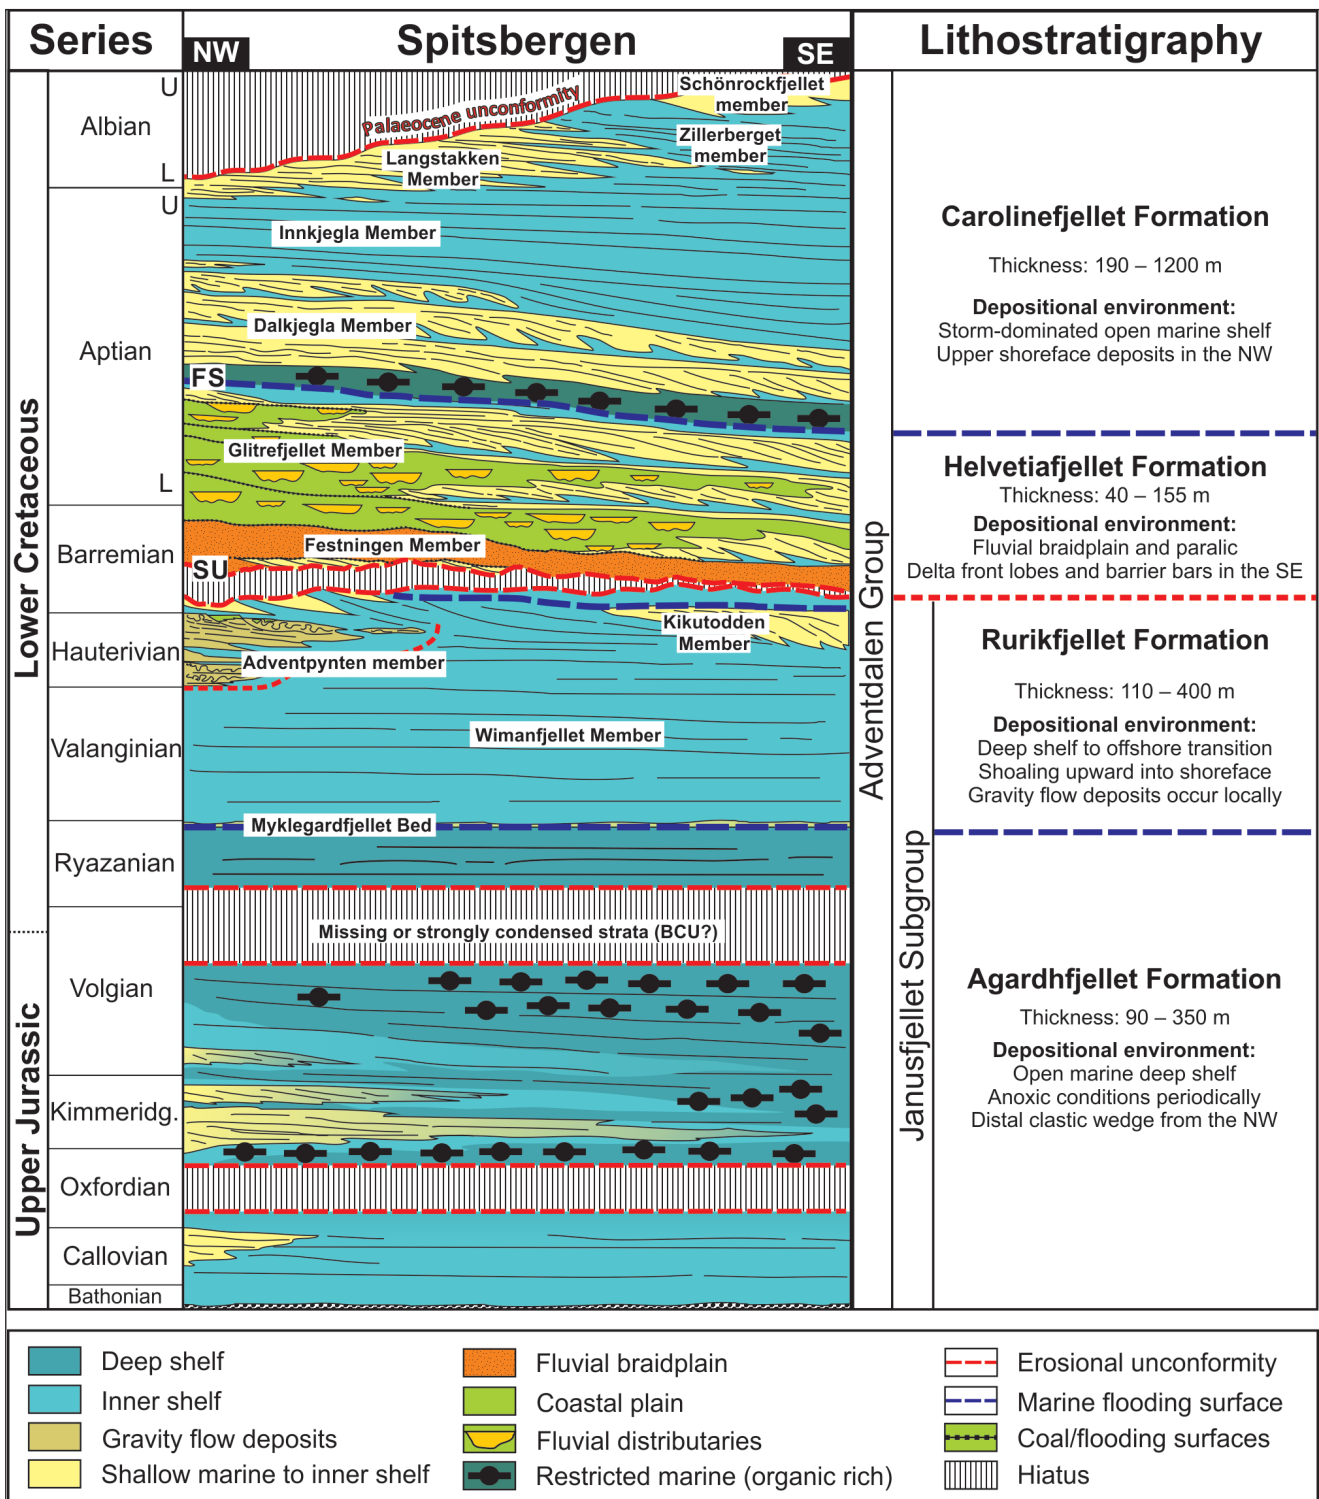 Series
NW
Spitsbergen
SE
Lithostratigraphy
Lower Cretaceous
Upper Jurassic
U
Albian
L
U
Aptian
L
Barremian
Hauterivian
Valanginian
Ryazanian
Volgian
Kimmeridg.
Oxfordian
Callovian
Bathonian
Schönrockfjellet
member
Palaeocene unconformity
Zillerberget
member
Langstakken
Member
Innkjegla Member
Dalkjegla Member
FS
Glitrefjellet Member
Festningen Member
SU
Kikutodden
Member
Adventpynten member
Wimanfjellet Member
Myklegardfjellet Bed
Missing or strongly condensed strata (BCU?)
Adventdalen Group
Janusfjellet Subgroup
Carolinefjellet Formation
Thickness: 190 – 1200 m
Depositional environment:
Storm-dominated open marine shelf
Upper shoreface deposits in the NW
Helvetiafjellet Formation
Thickness: 40 – 155 m
Depositional environment:
Fluvial braidplain and paralic
Delta front lobes and barrier bars in the SE
Rurikfjellet Formation
Thickness: 110 – 400 m
Depositional environment:
Deep shelf to offshore transition
Shoaling upward into shoreface
Gravity flow deposits occur locally
Agardhfjellet Formation
Thickness: 90 – 350 m
Depositional environment:
Open marine deep shelf
Anoxic conditions periodically
Distal clastic wedge from the NW
Deep shelf
Inner shelf
Gravity flow deposits
Shallow marine to inner shelf
Fluvial braidplain
Coastal plain
Fluvial distributaries
Restricted marine (organic rich)
Erosional unconformity
Marine flooding surface
Coal/flooding surfaces
Hiatus